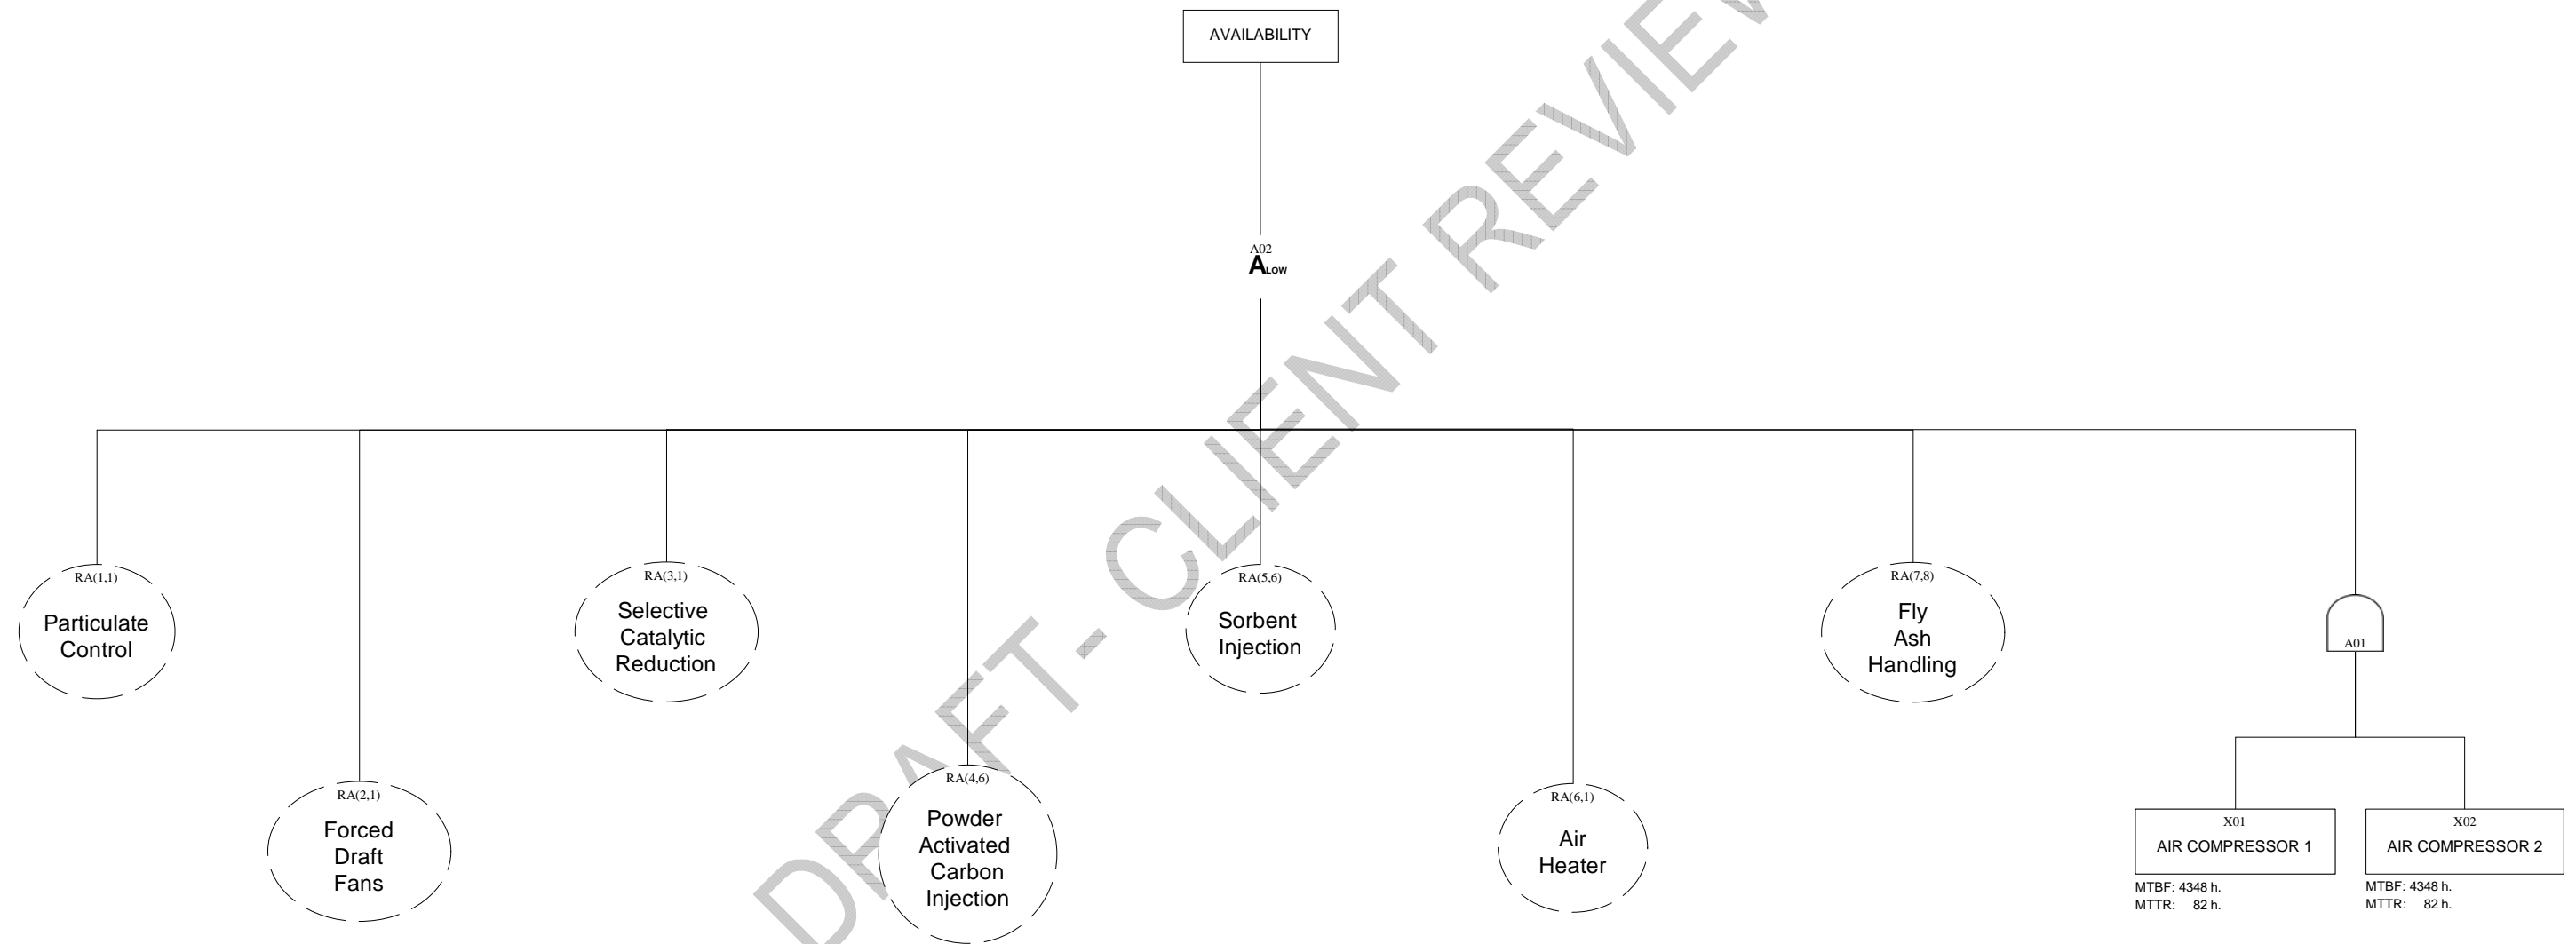 AVAILABILITY
A02
ALOW
RA(1,1)
Particulate
Control
RA(2,1)
Forced
Draft
Fans
RA(3,1)
Selective
Catalytic
Reduction
RA(4,6)
Powder
Activated
Carbon
Injection
RA(5,6)
Sorbent
Injection
RA(6,1)
Air
Heater
RA(7,8)
Fly
Ash
Handling
A01
X01
AIR COMPRESSOR 1
MTBF: 4348 h.
MTTR: 82 h.
X02
AIR COMPRESSOR 2
MTBF: 4348 h.
MTTR: 82 h.
DRAFT - CLIENT REVIEW